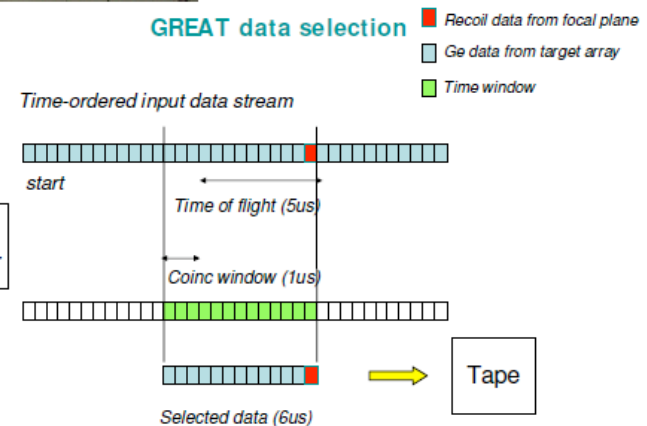 GREAT data selection
Recoil data from focal plane
Ge data from target array
Time window
Time-ordered input data stream
start
Time of flight (5us)
Coinc window (1us)
Selected data (6us)
Tape